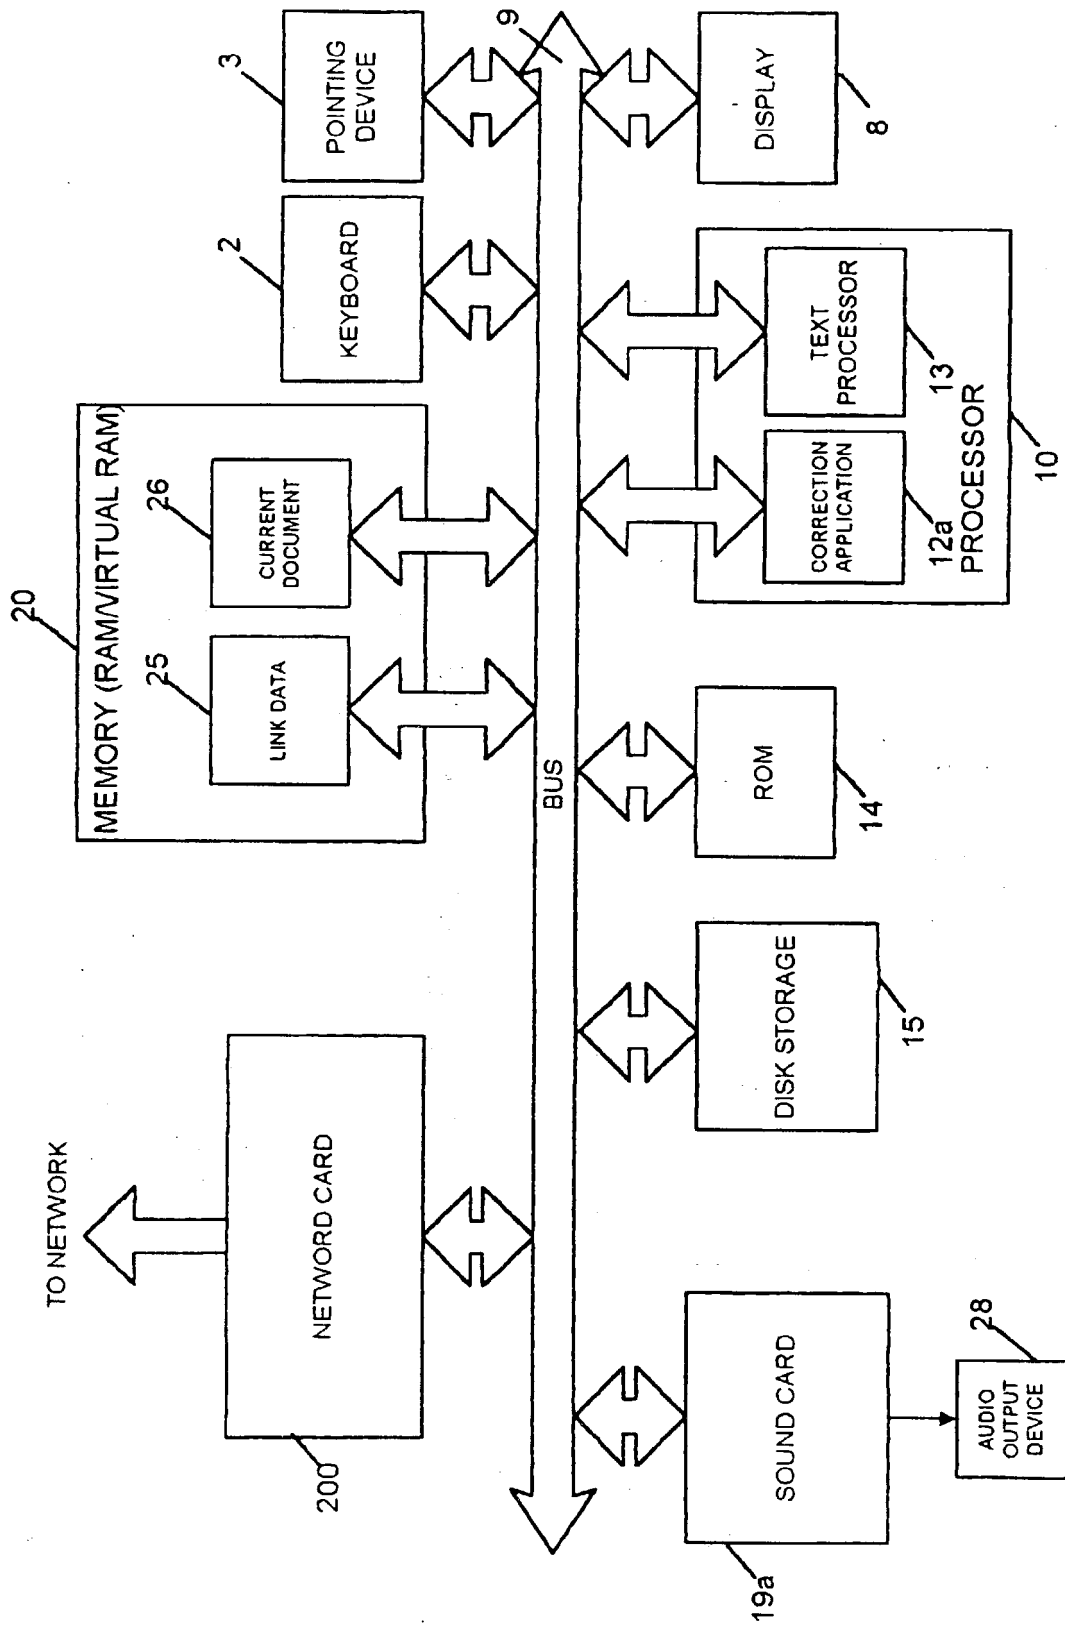 TO NETWORK
NETWORD CARD
200
20
MEMORY (RAM/VIRTUAL RAM)
25
LINK DATA
26
CURRENT
DOCUMENT
2
KEYBOARD
3
POINTING
DEVICE
9
BUS
19a
SOUND CARD
28
AUDIO
OUTPUT
DEVICE
DISK STORAGE
15
ROM
14
CORRECTION
APPLICATION
12a
TEXT
PROCESSOR
13
PROCESSOR
10
DISPLAY
8